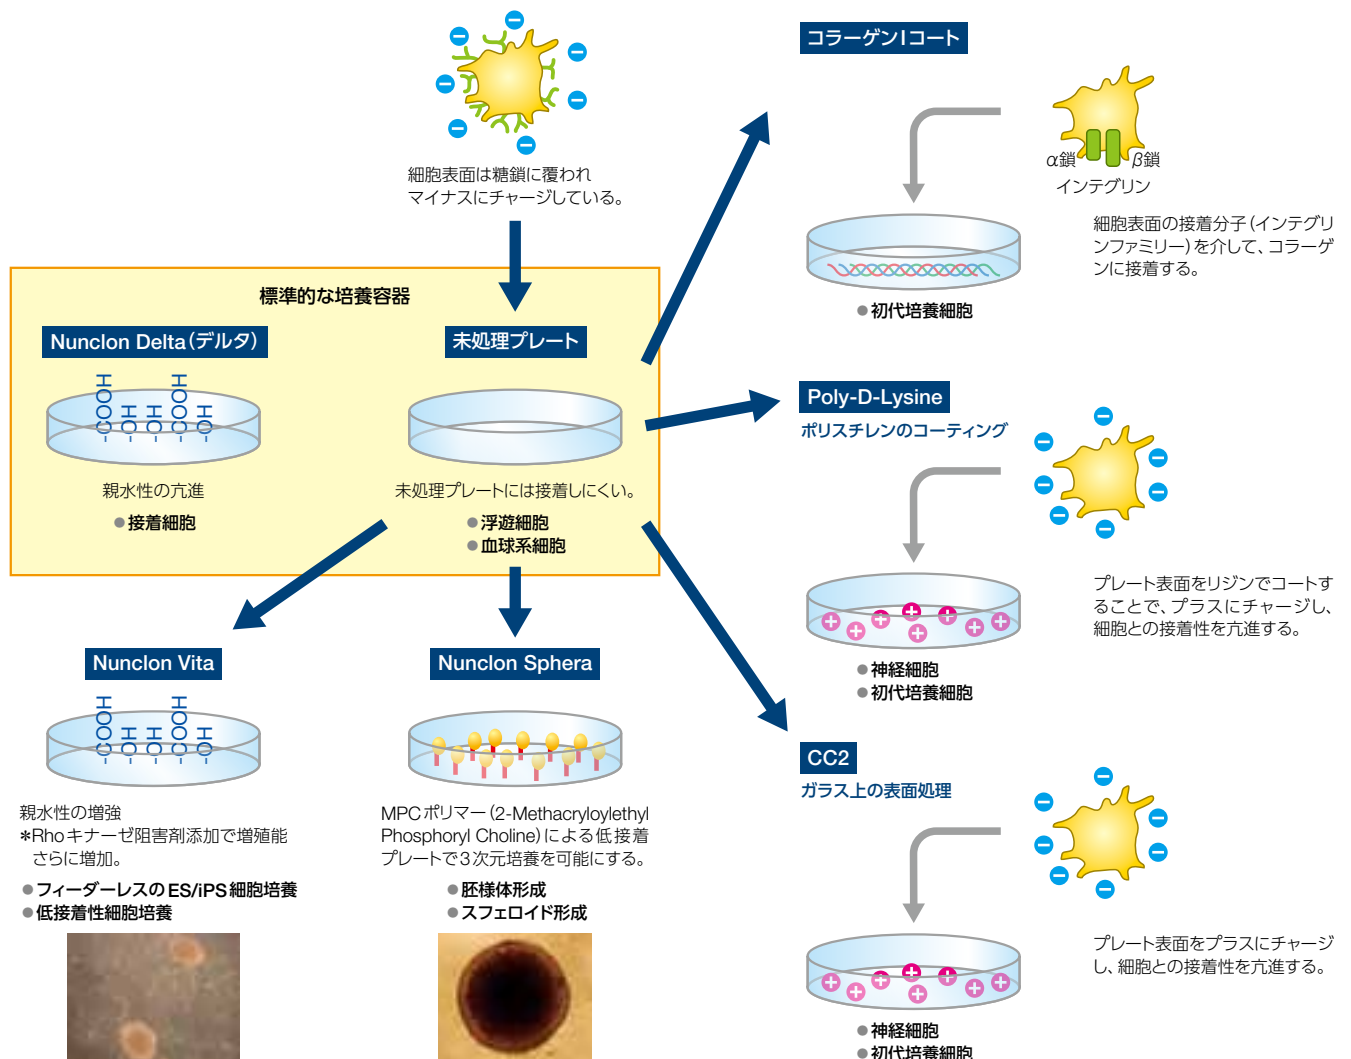 細胞表面は糖鎖に覆われ
マイナスにチャージしている。
標準的な培養容器
Nunclon Delta（デルタ）
-COOH
-OH
-OH
-COOH
-OH
親水性の亢進
●接着細胞
未処理プレート
未処理プレートには接着しにくい。
●浮遊細胞
●血球系細胞
Nunclon Vita
-COOH
-OH
-OH
-COOH
-OH
親水性の増強
*Rhoキナーゼ阻害剤添加で増殖能
さらに増加。
●フィーダーレスのES/iPS細胞培養
●低接着性細胞培養
Nunclon Sphera
MPCポリマー（2-Methacryloylethyl
Phosphoryl Choline）による低接着
プレートで3次元培養を可能にする。
●胚様体形成
●スフェロイド形成
コラーゲンIコート
α鎖
β鎖
インテグリン
細胞表面の接着分子（インテグリ
ンファミリー）を介して、コラーゲ
ンに接着する。
●初代培養細胞
Poly-D-Lysine
ポリスチレンのコーティング
プレート表面をリジンでコートす
ることで、プラスにチャージし、
細胞との接着性を亢進する。
●神経細胞
●初代培養細胞
CC2
ガラス上の表面処理
プレート表面をプラスにチャージ
し、細胞との接着性を亢進する。
●神経細胞
●初代培養細胞